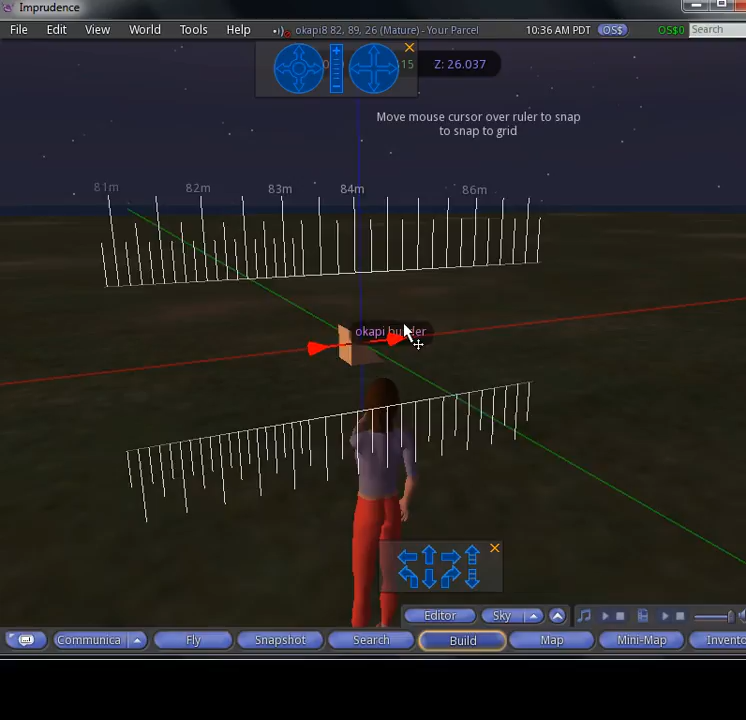 Imprudence
File Edit View World Tools Help okapi8 82, 89, 26 (Mature) - Your Parcel 10:36 AM PDT OS$ OS$0 Search
15 Z: 26.037
Move mouse cursor over ruler to snap
to snap to grid
81m 82m 83m 84m 86m
okapi builder
Editor Sky
Communica Fly Snapshot Search Build Map Mini-Map Invento